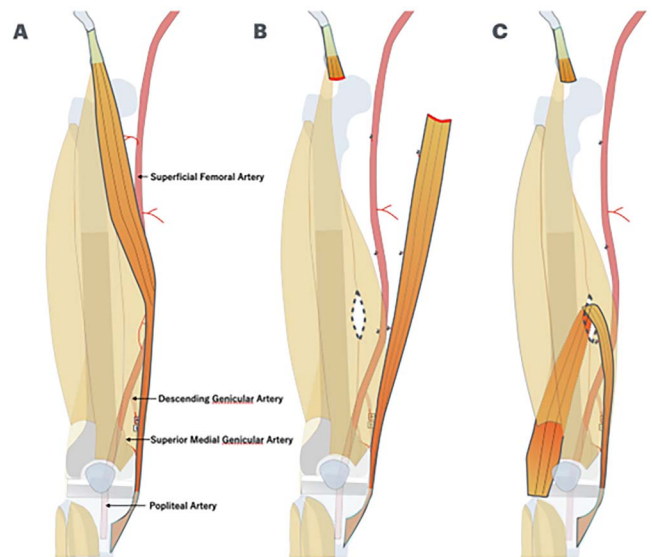 A
B
C
Superficial Femoral Artery
Descending Genicular Artery
Superior Medial Genicular Artery
Popliteal Artery